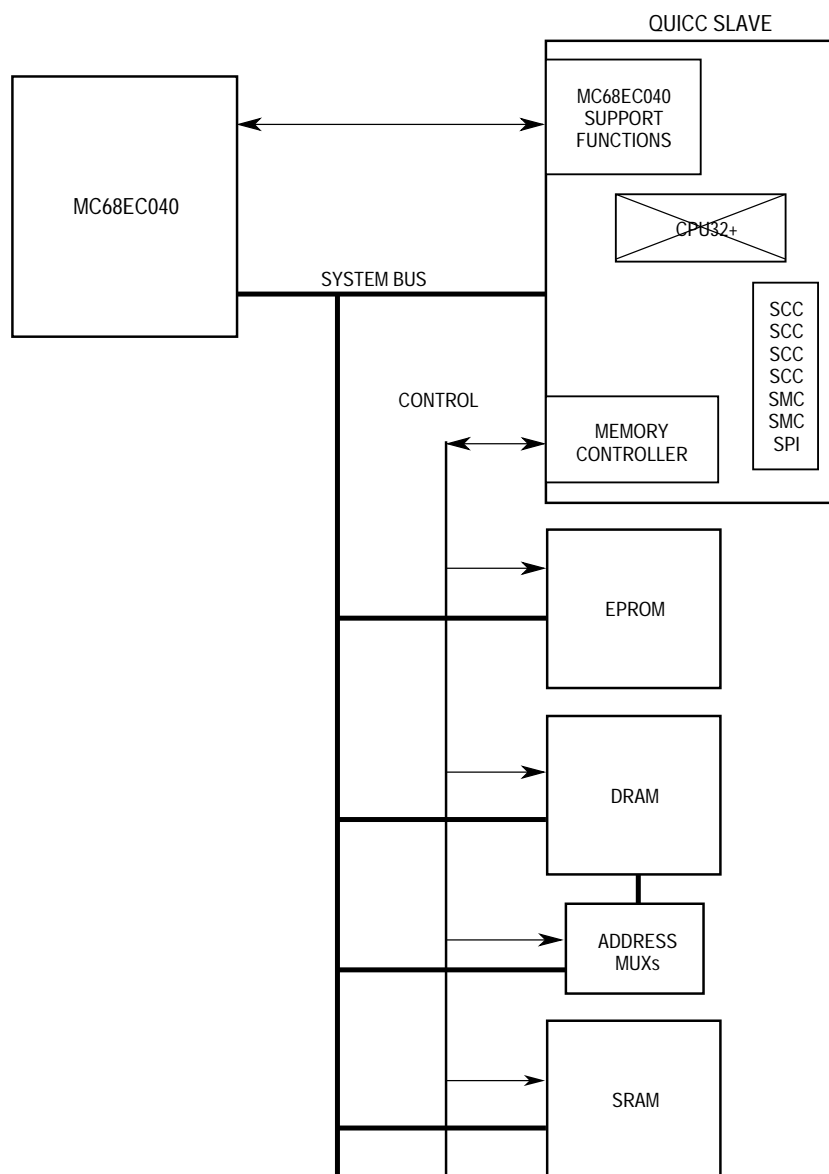 QUICC SLAVE
MC68EC040
SUPPORT
FUNCTIONS
MC68EC040
CPU32+
SYSTEM BUS
SCC
SCC
SCC
SCC
SMC
SMC
SPI
CONTROL
MEMORY
CONTROLLER
EPROM
DRAM
ADDRESS
MUXs
SRAM